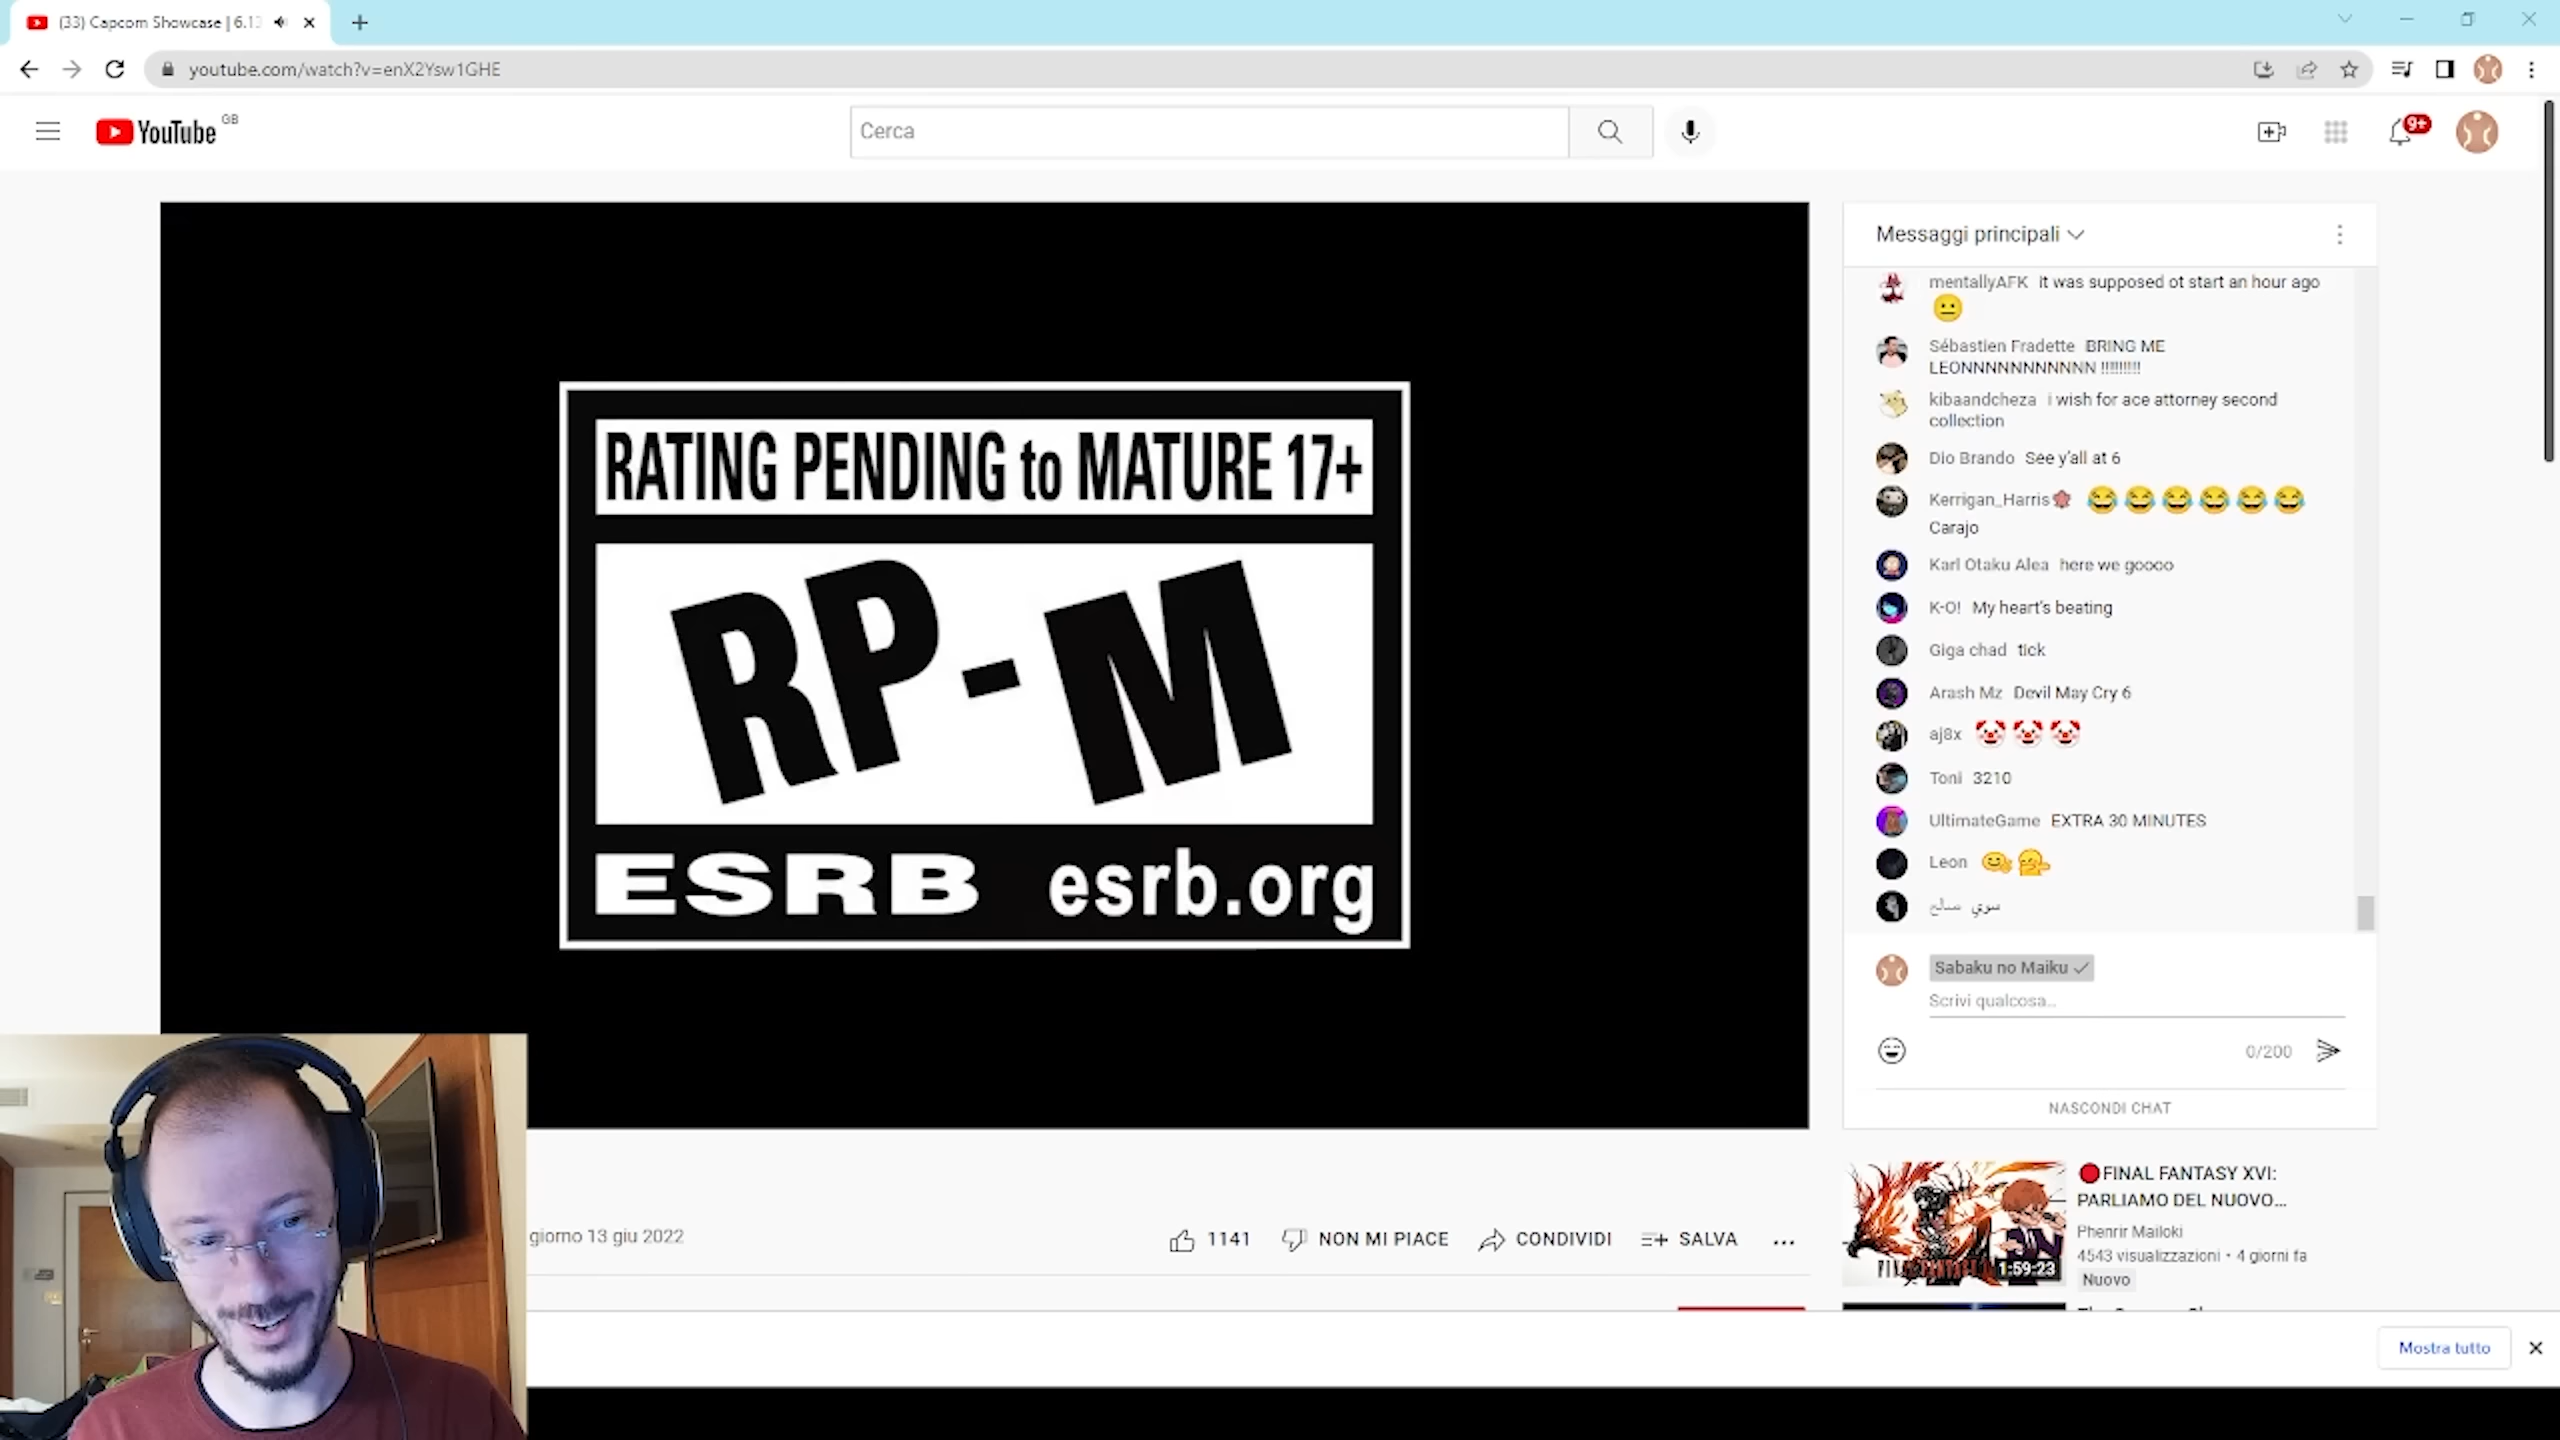 (33) Capcom Showcase | 6.13
youtube.com/watch?v=enX2Ysw1GHE
YouTube GB
Cerca
9+
RATING PENDING to MATURE 17+
RP-M
ESRB esrb.org
Messaggi principali
mentallyAFK it was supposed ot start an hour ago
Sébastien Fradette BRING ME
LEONNNNNNNNNNN !!!!!!!!!!
kibaandcheza i wish for ace attorney second
collection
Dio Brando See y'all at 6
Kerrigan_Harris
Carajo
Karl Otaku Alea here we goooo
K-O! My heart's beating
Giga chad tick
Arash Mz Devil May Cry 6
aj8x
Toni 3210
UltimateGame EXTRA 30 MINUTES
Leon
سوي صالح
Sabaku no Maiku
Scrivi qualcosa...
0/200
NASCONDI CHAT
giorno 13 giu 2022
1141 NON MI PIACE CONDIVIDI SALVA ...
FINAL FANTASY XVI:
PARLIAMO DEL NUOVO...
Phenrir Mailoki
4543 visualizzazioni • 4 giorni fa
Nuovo
1:59:23
Mostra tutto